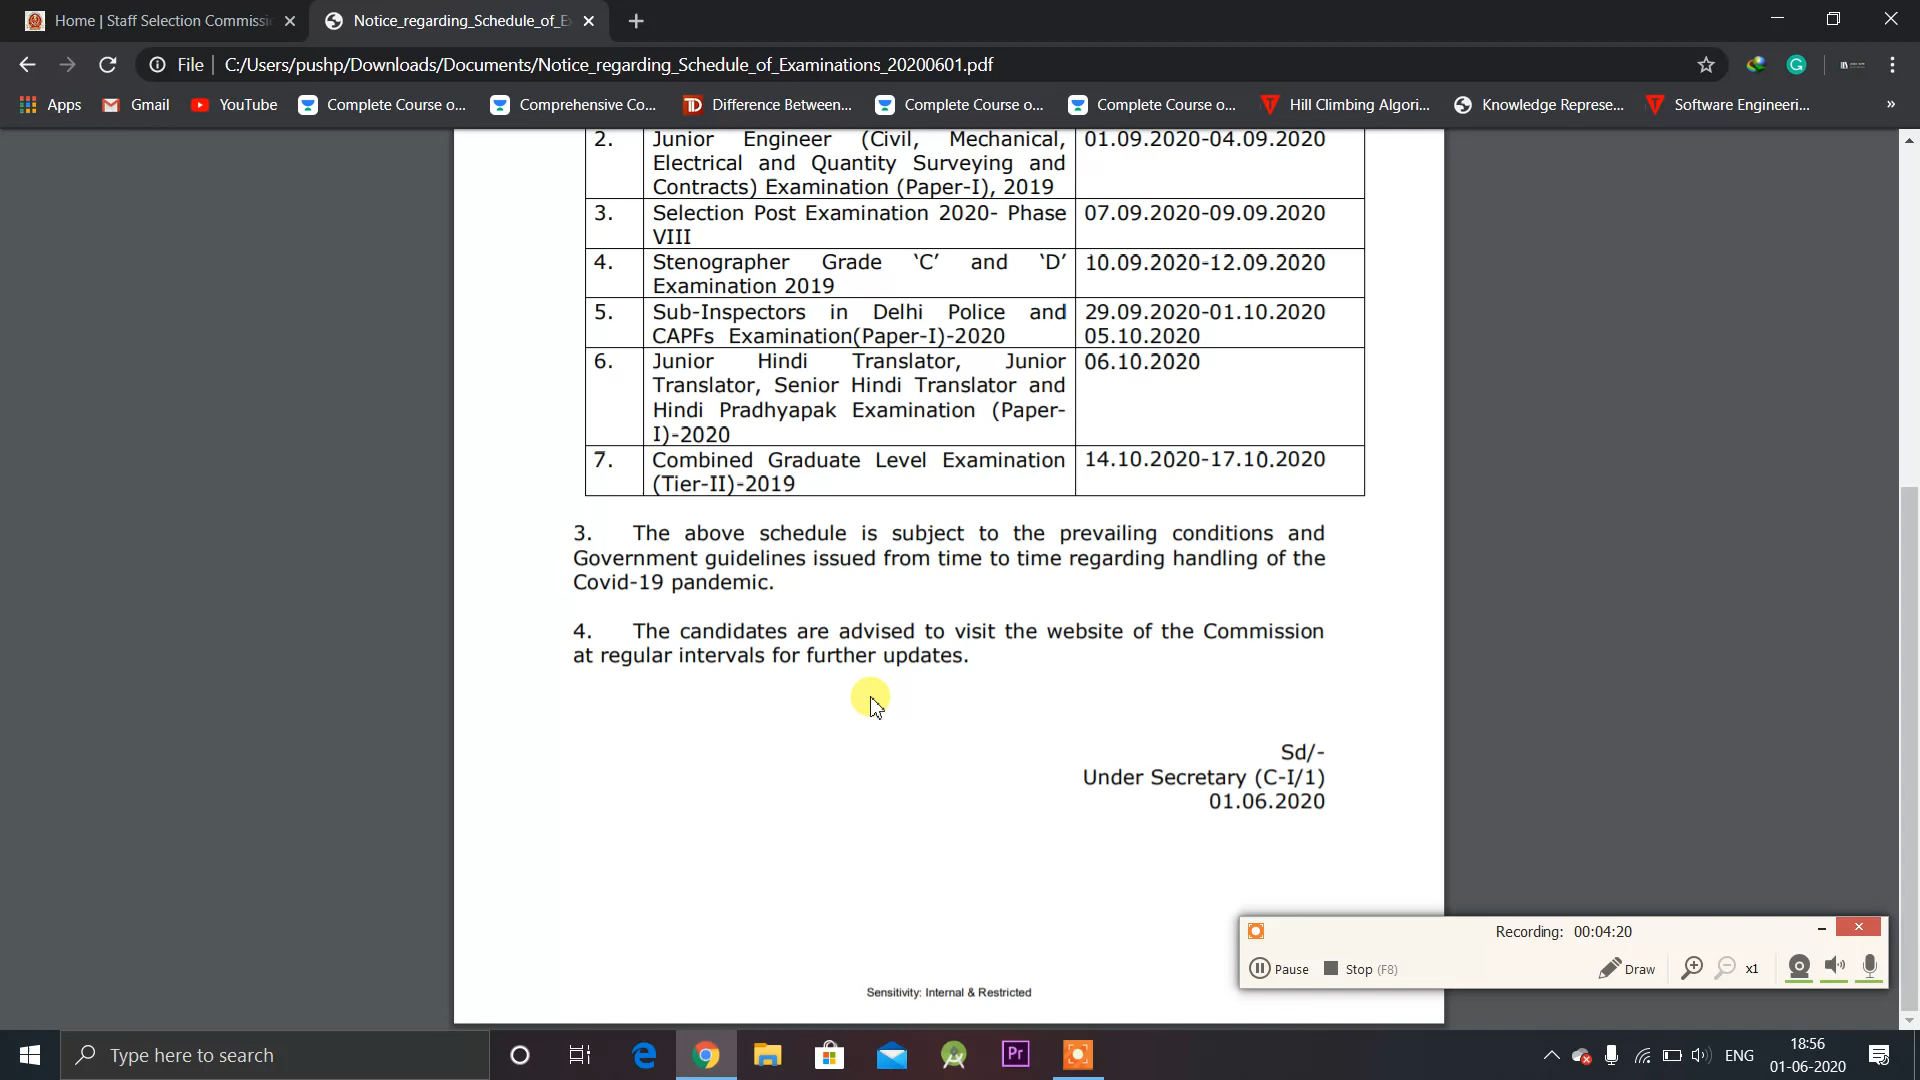 Home | Staff Selection Commissi
Notice_regarding_Schedule_of_E
File
C:/Users/pushp/Downloads/Documents/Notice_regarding_Schedule_of_Examinations_20200601.pdf
Apps
Gmail
YouTube
Complete Course o...
Comprehensive Co...
Difference Between...
Complete Course o...
Complete Course o...
Hill Climbing Algori...
Knowledge Represe...
Software Engineeri...
»
2. Junior Engineer (Civil, Mechanical, 01.09.2020-04.09.2020
Electrical and Quantity Surveying and
Contracts) Examination (Paper-I), 2019
3. Selection Post Examination 2020- Phase 07.09.2020-09.09.2020
VIII
4. Stenographer Grade ‘C’ and ‘D’ 10.09.2020-12.09.2020
Examination 2019
5. Sub-Inspectors in Delhi Police and 29.09.2020-01.10.2020
CAPFs Examination(Paper-I)-2020 05.10.2020
6. Junior Hindi Translator, Junior 06.10.2020
Translator, Senior Hindi Translator and
Hindi Pradhyapak Examination (Paper-
I)-2020
7. Combined Graduate Level Examination 14.10.2020-17.10.2020
(Tier-II)-2019
3. The above schedule is subject to the prevailing conditions and
Government guidelines issued from time to time regarding handling of the
Covid-19 pandemic.
4. The candidates are advised to visit the website of the Commission
at regular intervals for further updates.
Sd/-
Under Secretary (C-I/1)
01.06.2020
Sensitivity: Internal & Restricted
Recording: 00:04:20
Pause
Stop (F8)
Draw
x1
Type here to search
Pr
ENG
18:56
01-06-2020